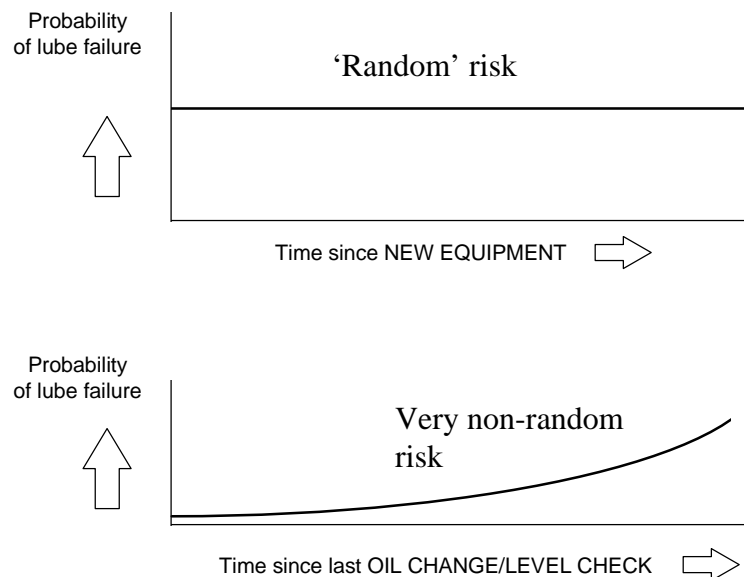 Probability
of lube failure
‘Random’ risk
Time since NEW EQUIPMENT
Probability
of lube failure
Very non-random
risk
Time since last OIL CHANGE/LEVEL CHECK